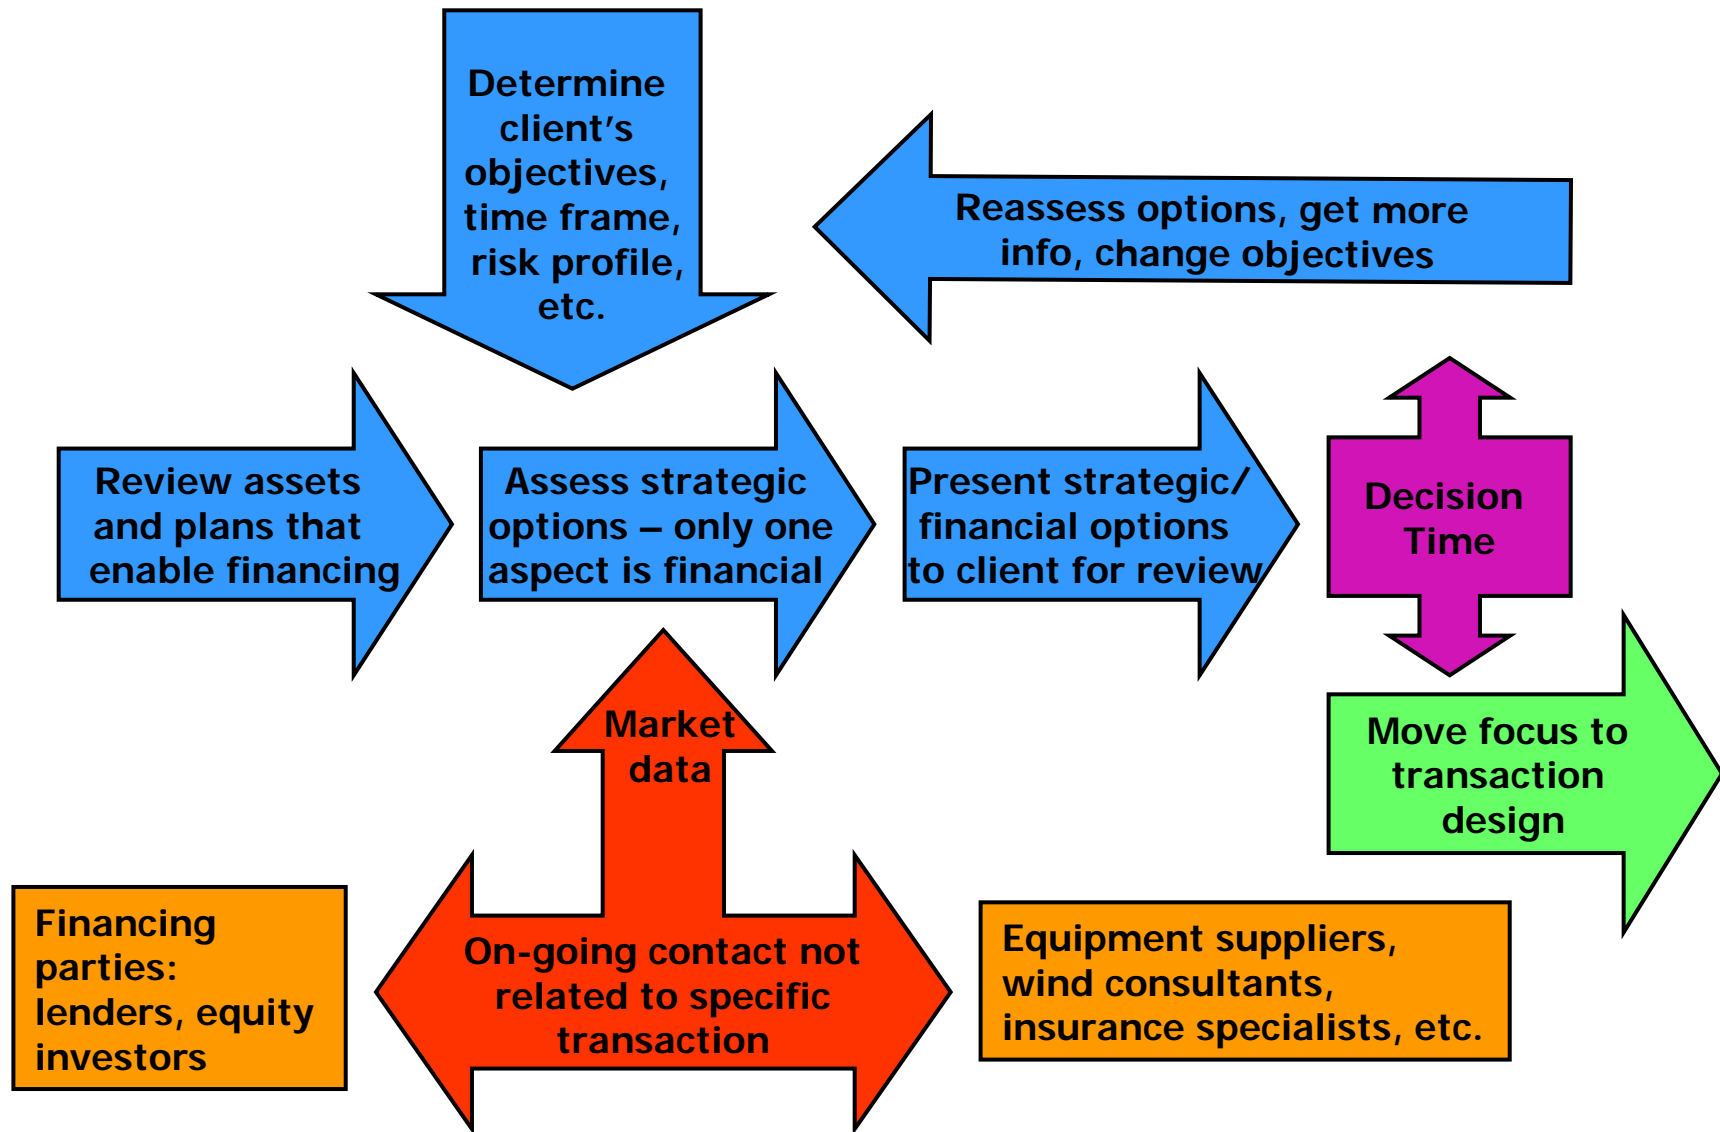 Determine
client's
objectives,
time frame,
risk profile,
etc.
Reassess options, get more
info, change objectives
Review assets
and plans that
enable financing
Assess strategic
options – only one
aspect is financial
Present strategic/
financial options
to client for review
Decision
Time
Market
data
Move focus to
transaction
design
Financing
parties:
lenders, equity
investors
On-going contact not
related to specific
transaction
Equipment suppliers,
wind consultants,
insurance specialists, etc.